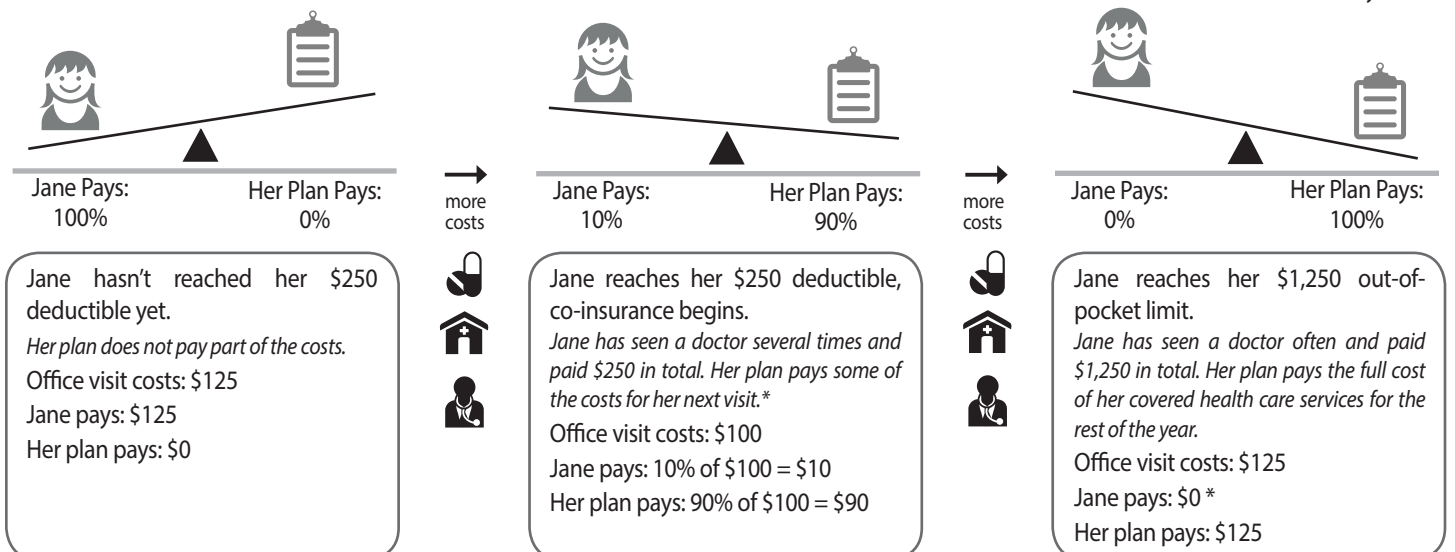 Jane Pays:
100%
Her Plan Pays:
0%
more
costs
Jane Pays:
10%
Her Plan Pays:
90%
more
costs
Jane Pays:
0%
Her Plan Pays:
100%
Jane hasn't reached her $250
deductible yet.
Her plan does not pay part of the costs.
Office visit costs: $125
Jane pays: $125
Her plan pays: $0
Jane reaches her $250 deductible,
co-insurance begins.
Jane has seen a doctor several times and
paid $250 in total. Her plan pays some of
the costs for her next visit.*
Office visit costs: $100
Jane pays: 10% of $100 = $10
Her plan pays: 90% of $100 = $90
Jane reaches her $1,250 out-of-
pocket limit.
Jane has seen a doctor often and paid
$1,250 in total. Her plan pays the full cost
of her covered health care services for the
rest of the year.
Office visit costs: $125
Jane pays: $0 *
Her plan pays: $125